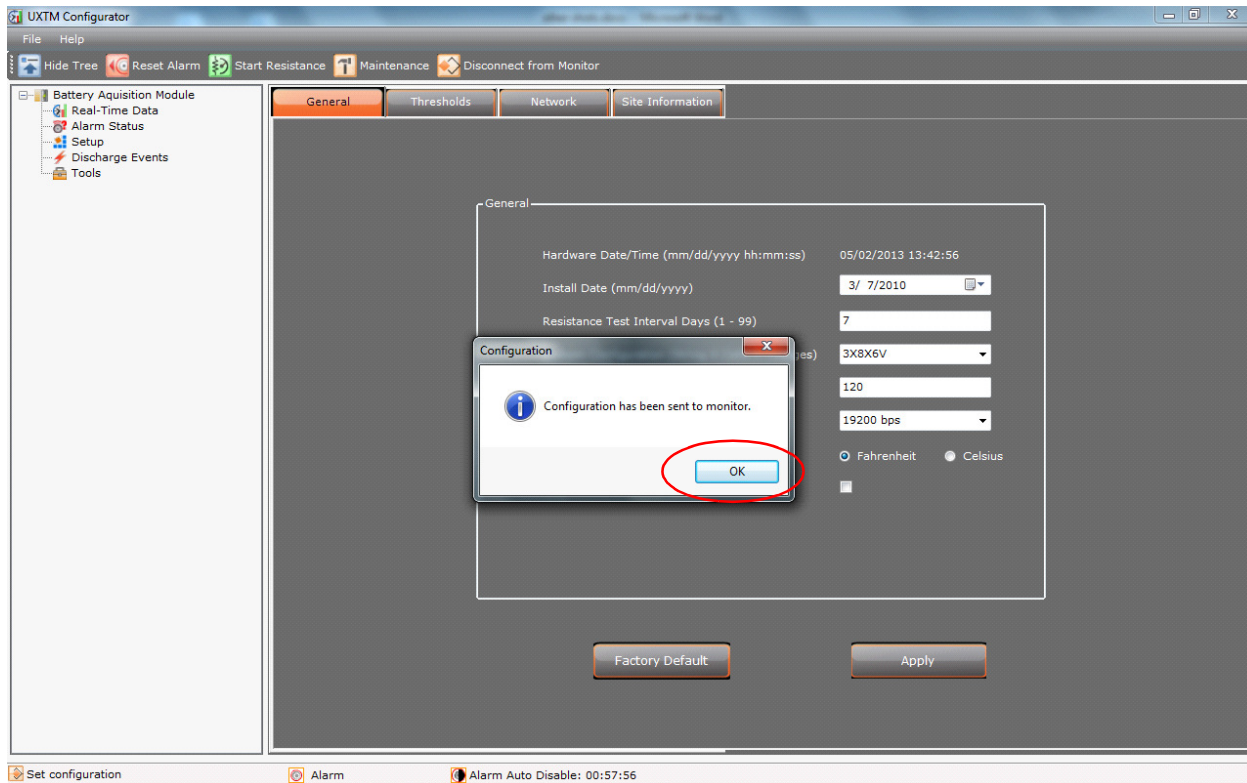 UXTM Configurator
File Help
Hide Tree Reset Alarm Start Resistance Maintenance Disconnect from Monitor
Battery Aquisition Module
Real-Time Data
Alarm Status
Setup
Discharge Events
Tools
General Thresholds Network Site Information
General
Hardware Date/Time (mm/dd/yyyy hh:mm:ss) 05/02/2013 13:42:56
Install Date (mm/dd/yyyy) 3/ 7/2010
Resistance Test Interval Days (1 - 99) 7
3X8X6V
120
19200 bps
Fahrenheit Celsius
Configuration
Configuration has been sent to monitor.
OK
Factory Default Apply
Set configuration Alarm Alarm Auto Disable: 00:57:56